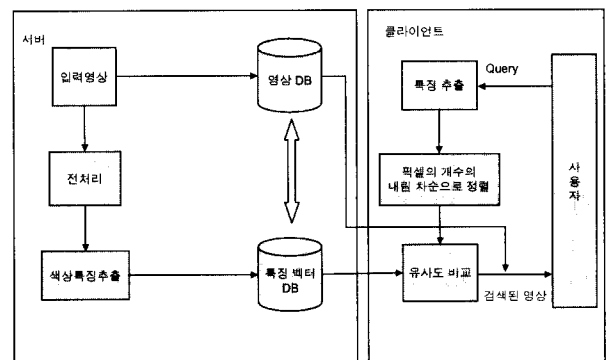 서버
입력영상
영상 DB
전처리
색상특징추출
특징 벡터
DB
클라이언트
특징 추출
Query
픽셀의 개수의
내림 차순으로 정렬
유사도 비교
검색된 영상
사용자